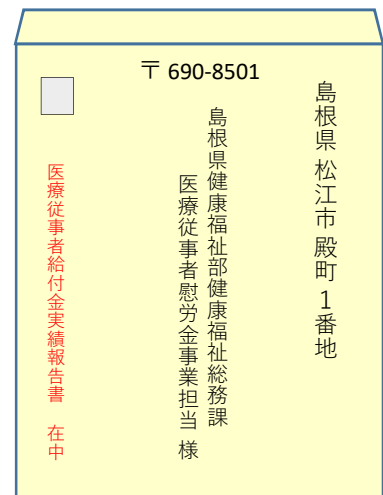 〒 690-8501
島根県 松江市 殿町 1番地
島根県健康福祉部健康福祉総務課
医療従事者慰労金事業担当 様
医療従事者給付金実績報告書 在中